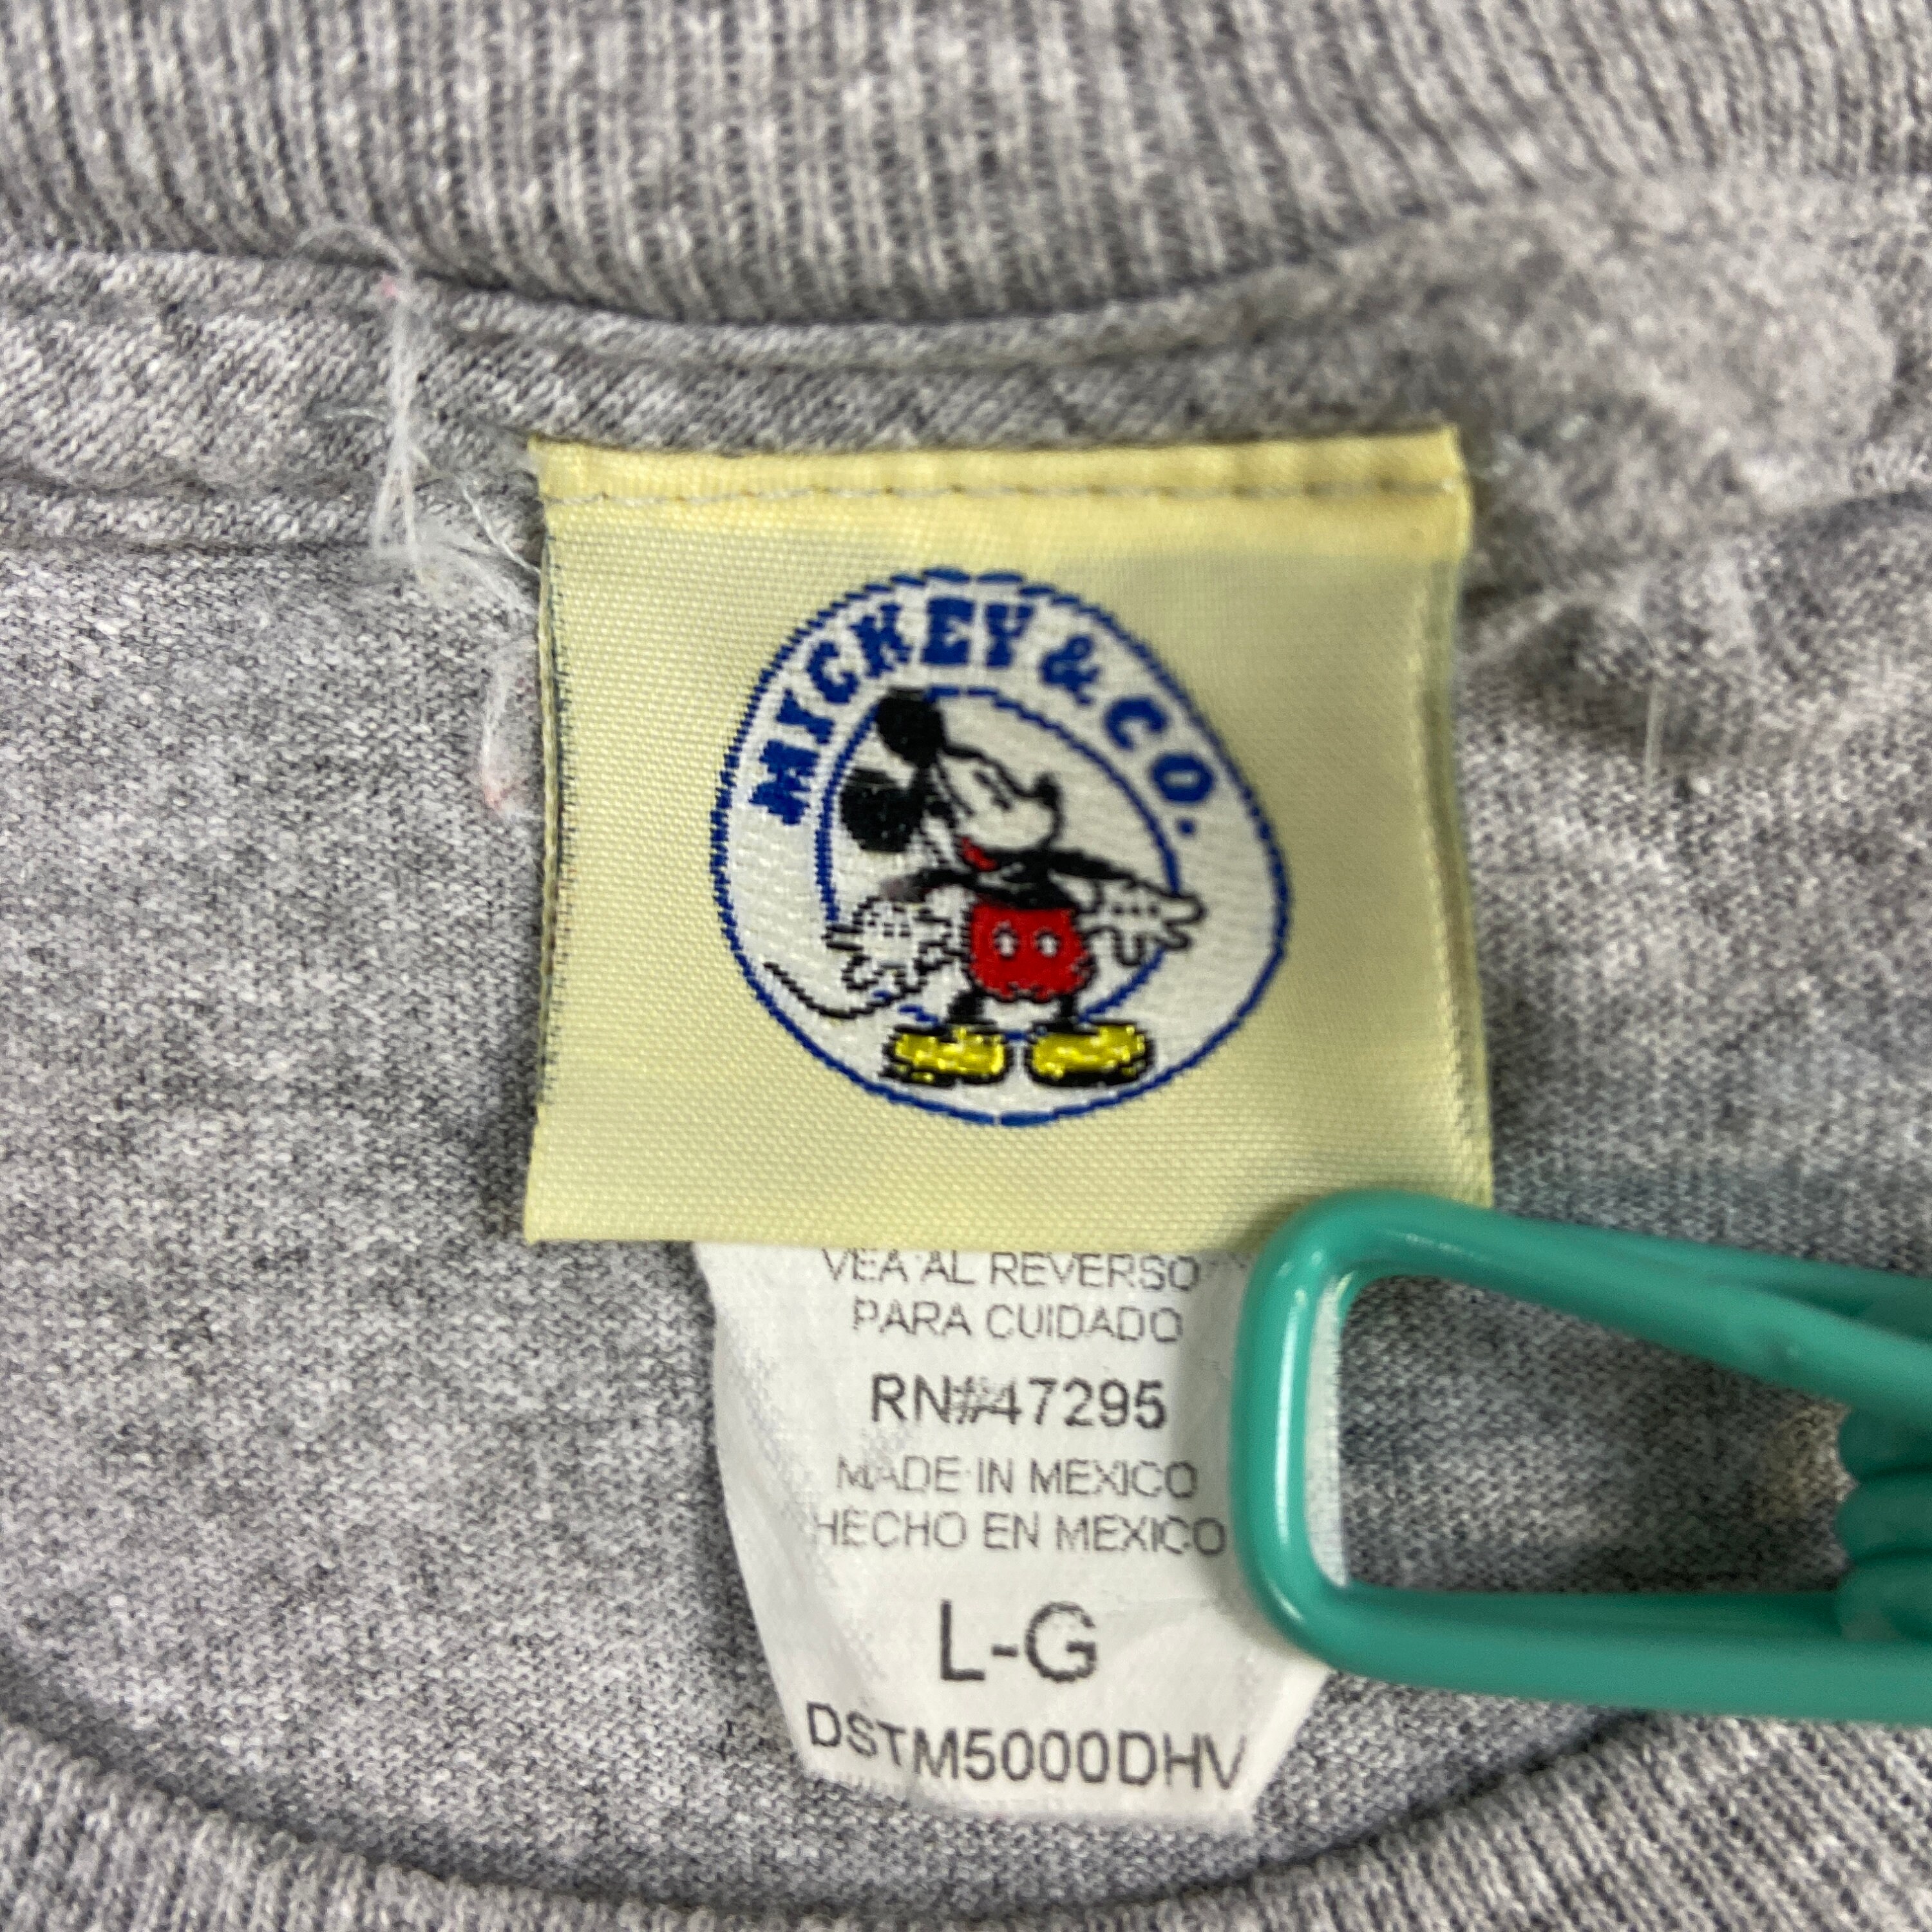 MICKEY & CO.
VEA AL REVERSO
PARA CUIDADO
RN#47295
MADE IN MEXICO
HECHO EN MEXICO
L-G
DSTM5000DHV